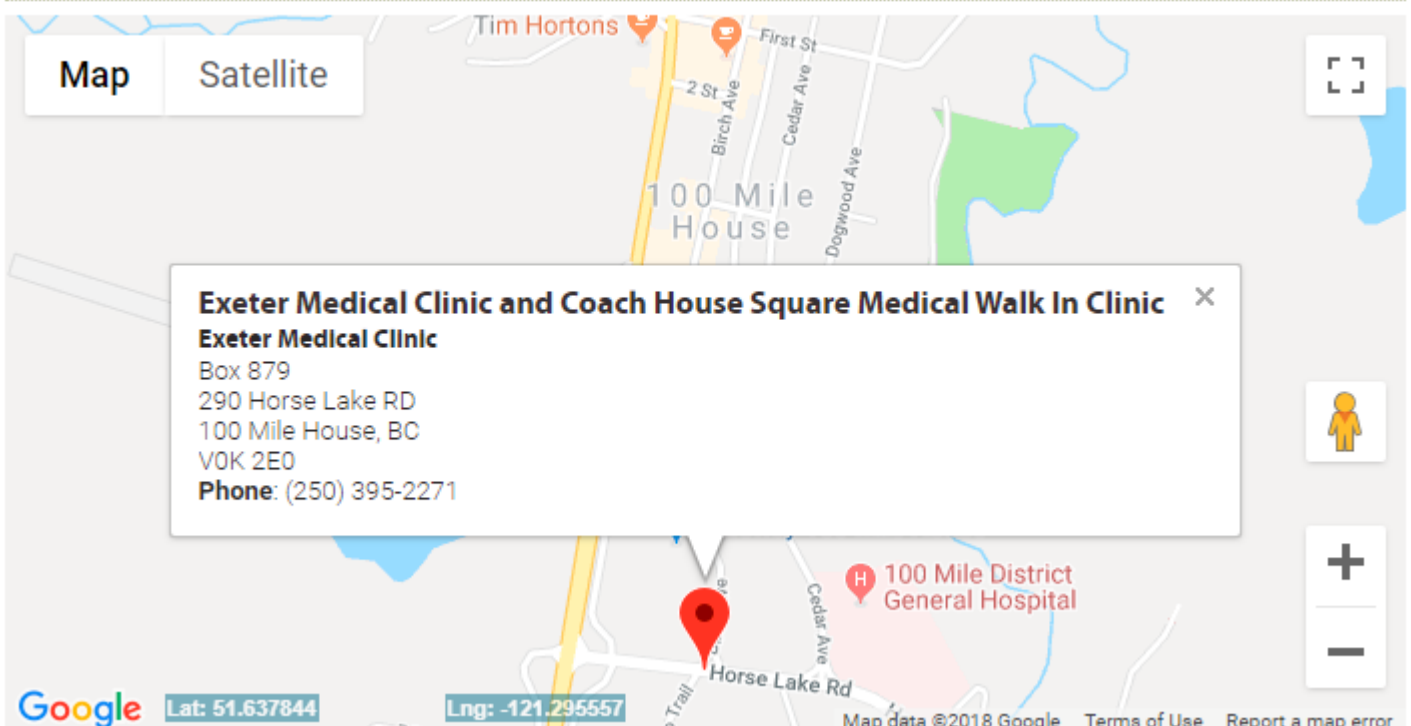 Tim Hortons
First St
Map
Satellite
2 St
Birch Ave
Cedar Ave
Dogwood Ave
100 Mile
House
Exeter Medical Clinic and Coach House Square Medical Walk In Clinic ×
Exeter Medical Clinic
Box 879
290 Horse Lake RD
100 Mile House, BC
V0K 2E0
Phone: (250) 395-2271
+
H 100 Mile District
General Hospital
Cedar Ave
−
Horse Lake Rd
Trail
Google
Lat: 51.637844
Lng: -121.295557
Map data ©2018 Google
Terms of Use
Report a map error